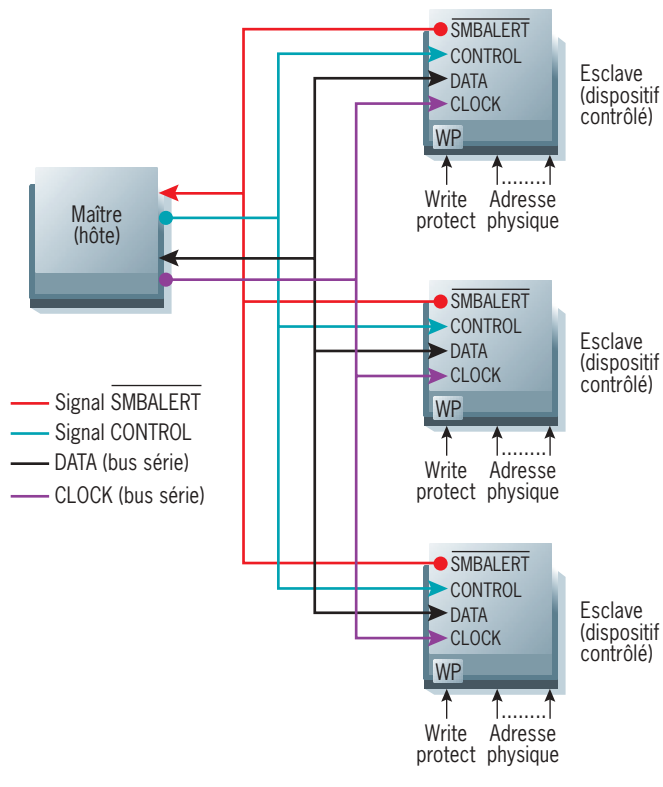 SMBALERT
CONTROL
DATA
CLOCK
WP
Esclave
(dispositif
contrôlé)
Write
protect
Adresse
physique
Maître
(hôte)
SMBALERT
CONTROL
DATA
CLOCK
WP
Esclave
(dispositif
contrôlé)
Write
protect
Adresse
physique
Signal SMBALERT
Signal CONTROL
DATA (bus série)
CLOCK (bus série)
SMBALERT
CONTROL
DATA
CLOCK
WP
Esclave
(dispositif
contrôlé)
Write
protect
Adresse
physique